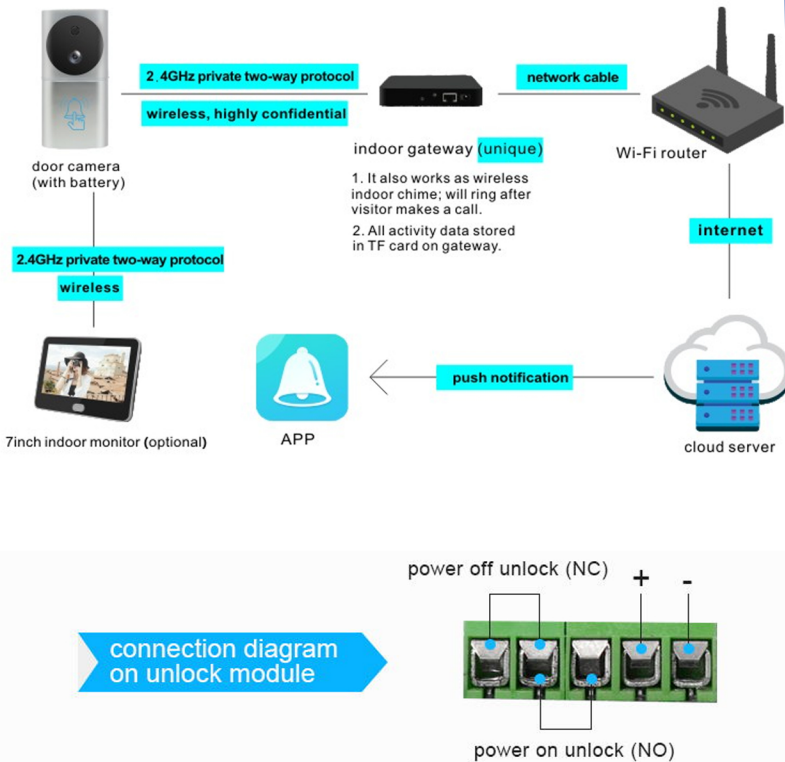 2.4GHz private two-way protocol
wireless, highly confidential
network cable
door camera
(with battery)
indoor gateway (unique)
1. It also works as wireless
indoor chime; will ring after
visitor makes a call.
2. All activity data stored
in TF card on gateway.
Wi-Fi router
internet
2.4GHz private two-way protocol
wireless
push notification
7inch indoor monitor (optional)
APP
cloud server
power off unlock (NC)
+ -
connection diagram
on unlock module
power on unlock (NO)